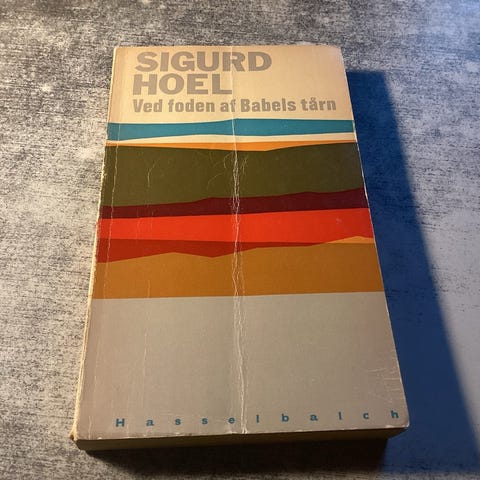 SIGURD
HOEL
Ved foden af Babels tårn
Hasselbalch